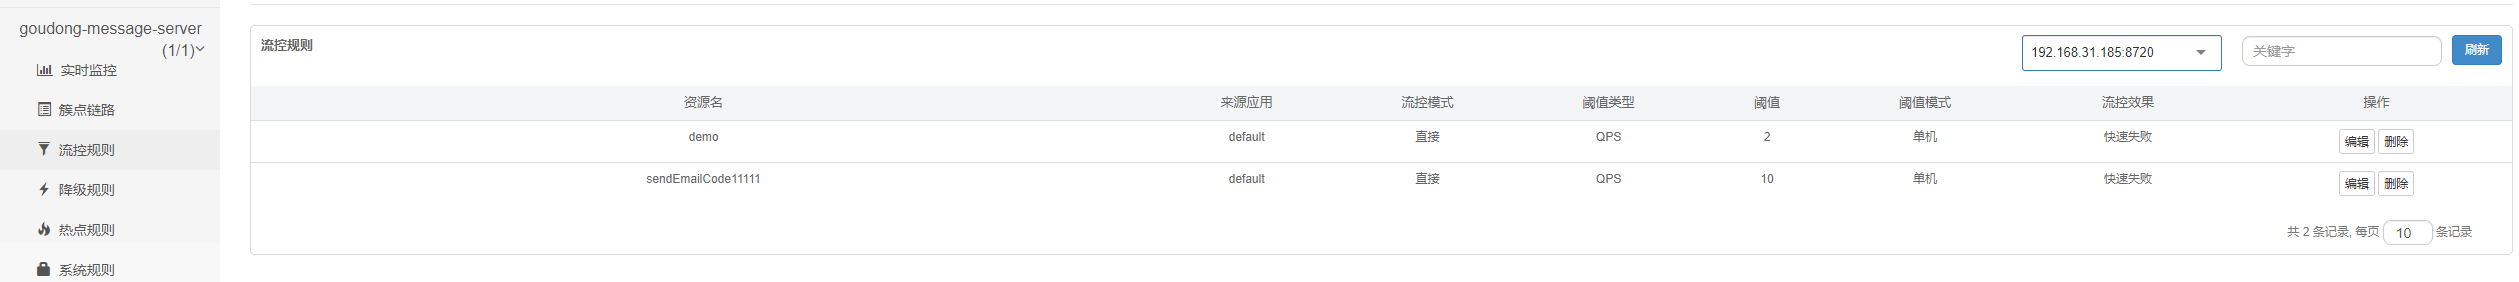 goudong-message-server
(1/1)
实时监控
簇点链路
流控规则
降级规则
热点规则
系统规则
流控规则
192.168.31.185:8720
关键字
刷新
资源名 来源应用 流控模式 阈值类型 阈值 阈值模式 流控效果 操作
demo default 直接 QPS 2 单机 快速失败 编辑 删除
sendEmailCode11111 default 直接 QPS 10 单机 快速失败 编辑 删除
共 2 条记录, 每页 10 条记录